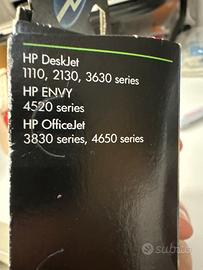 HP DeskJet
1110, 2130, 3630 series
HP ENVY
4520 series
HP OfficeJet
3830 series, 4650 series
subito